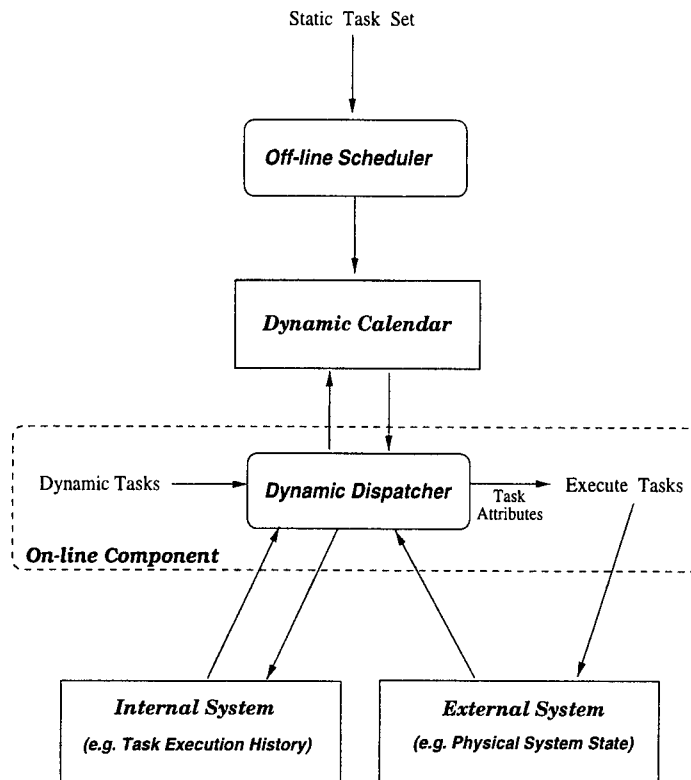 Static Task Set
Off-line Scheduler
Dynamic Calendar
Dynamic Tasks
Dynamic Dispatcher
Task
Attributes
Execute Tasks
On-line Component
Internal System
(e.g. Task Execution History)
External System
(e.g. Physical System State)